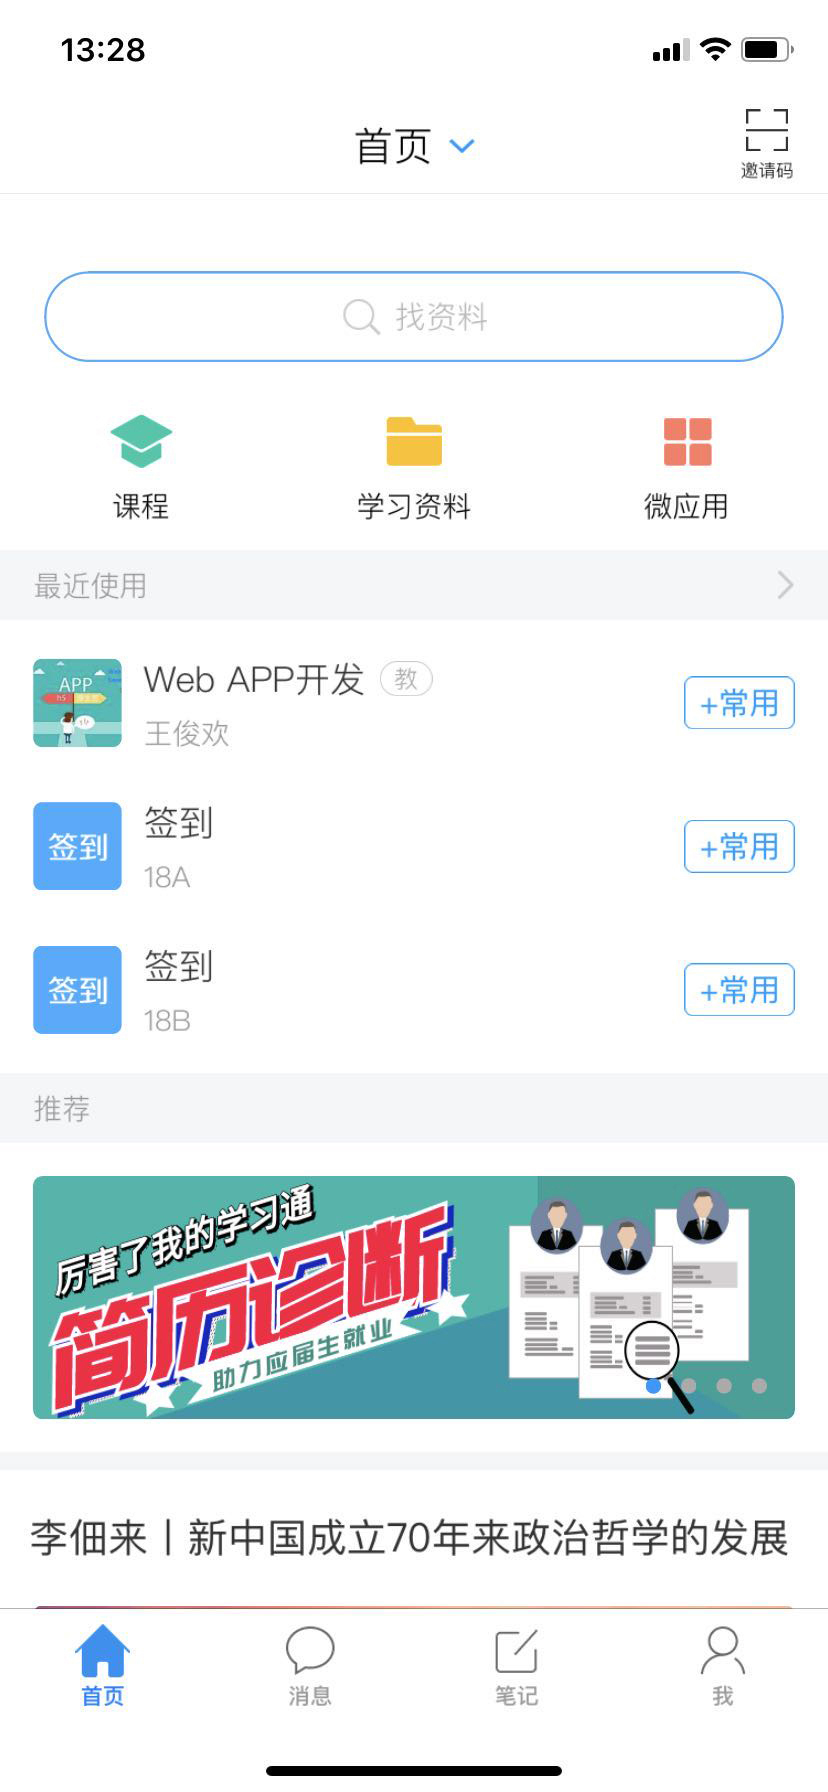 13:28
首页
邀请码
找资料
课程
学习资料
微应用
最近使用
APP
h5
Web APP开发 教
王俊欢
+常用
签到
签到
18A
+常用
签到
签到
18B
+常用
推荐
厉害了我的学习通
简历诊断
助力应届生就业
李佃来丨新中国成立70年来政治哲学的发展
首页
消息
笔记
我